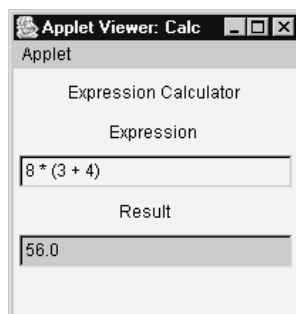 Applet Viewer: Calc
Applet
Expression Calculator
Expression
8 * (3 + 4)
Result
56.0